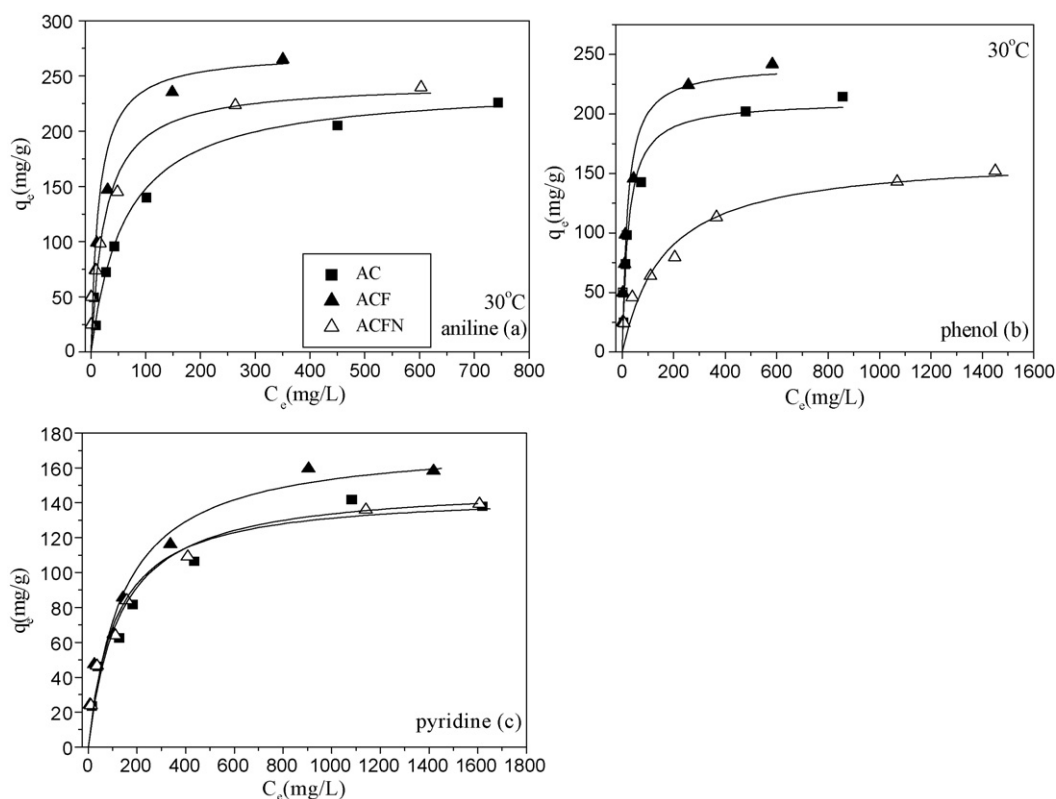 300
250
200
150
100
50
0
q_e(mg/g)
AC
ACF
ACFN
30°C
aniline (a)
0 100 200 300 400 500 600 700 800
C_e(mg/L)
30°C
250
200
150
100
50
0
q_e(mg/g)
phenol (b)
0 200 400 600 800 1000 1200 1400 1600
C_e(mg/L)
180
160
140
120
100
80
60
40
20
0
q_e(mg/g)
pyridine (c)
0 200 400 600 800 1000 1200 1400 1600 1800
C_e(mg/L)